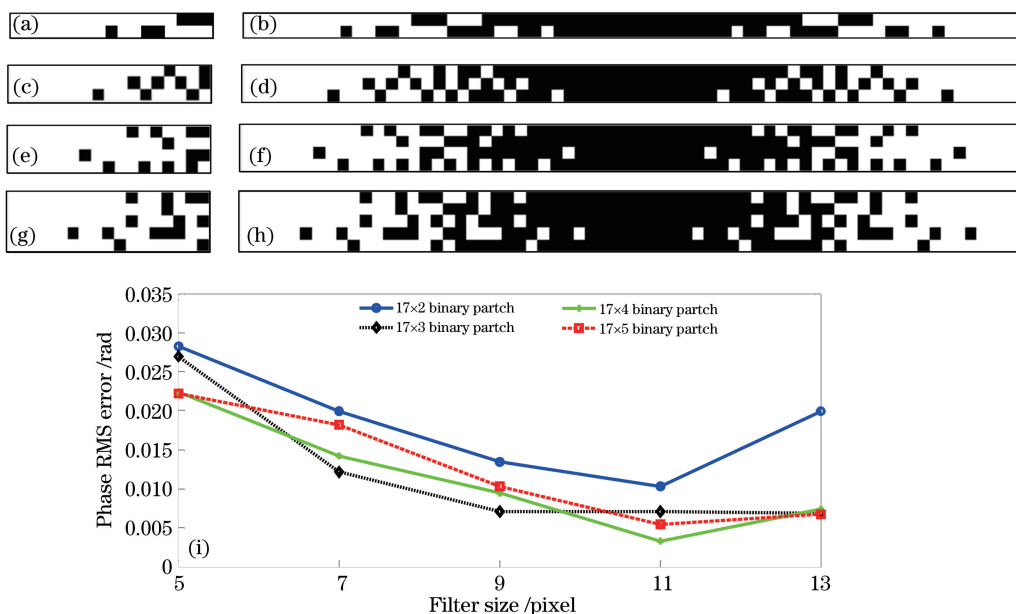 (a) (b)
(c) (d)
(e) (f)
(g) (h)
0.035
0.030
0.025
0.020
0.015
0.010
0.005
0
Phase RMS error /rad
17×2 binary partch 17×4 binary partch
17×3 binary partch 17×5 binary partch
(i)
5 7 9 11 13
Filter size /pixel